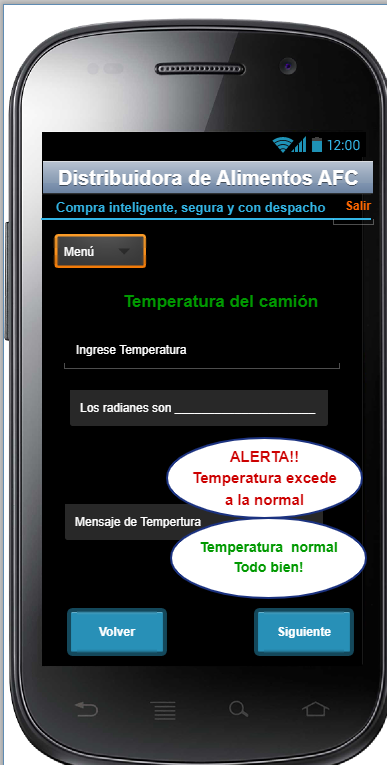 12:00
Distribuidora de Alimentos AFC
Compra inteligente, segura y con despacho
Salir
Menú
Temperatura del camión
Ingrese Temperatura
Los radianes son ______________________
ALERTA!!
Temperatura excede
a la normal
Mensaje de Tempertura
Temperatura normal
Todo bien!
Volver
Siguiente